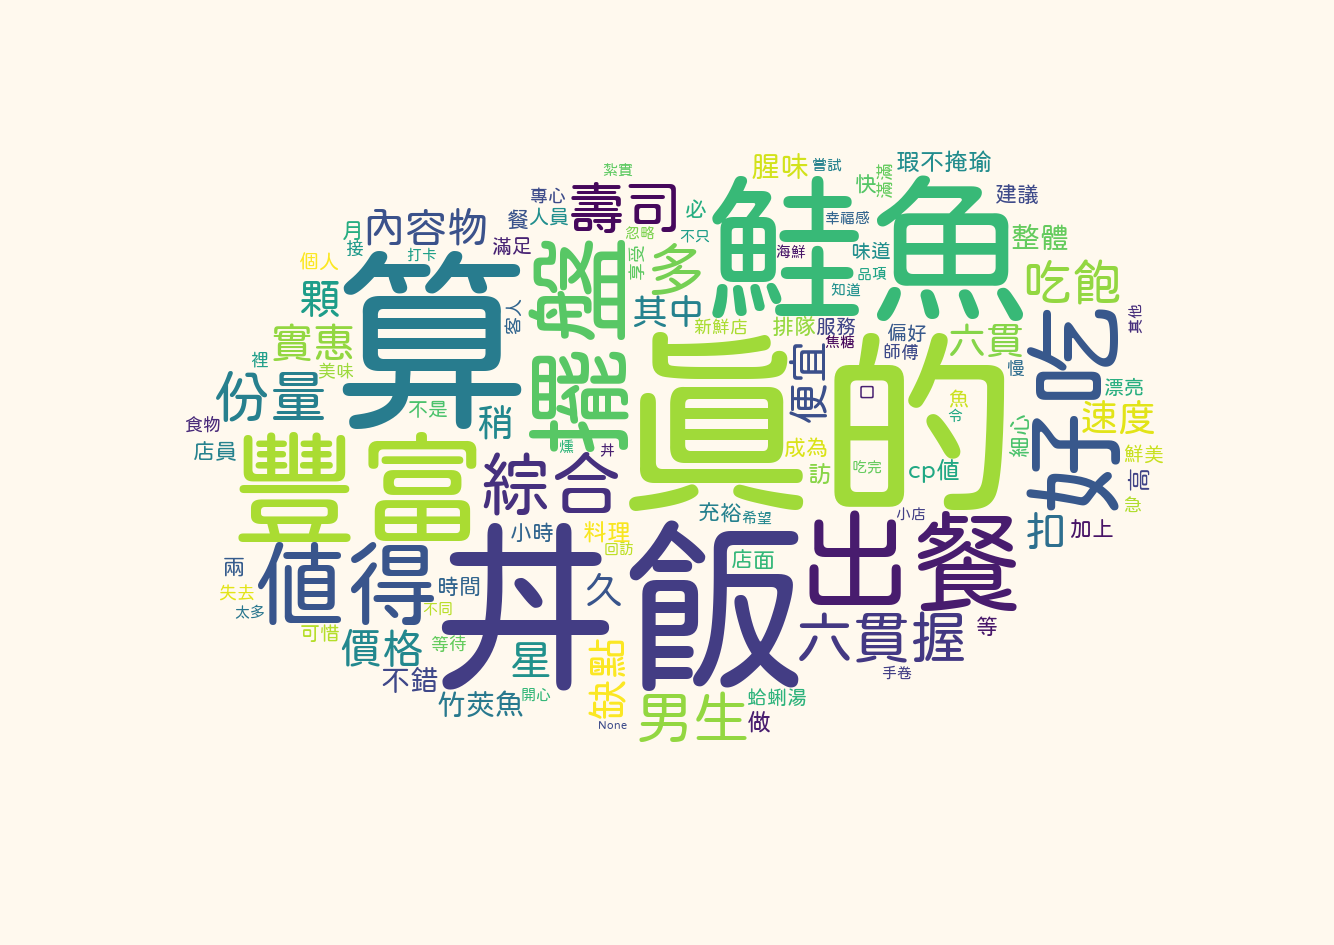 紮實
腥味
嘗試
瑕不掩瑜
快
邋邋
專心
壽司
必
鮭魚
建議
餐
人員
忽略
不只
幸福感
月
內容物
接
打卡
滿足
盤
享受
多
海鮮
味道
整體
個人
算
品項
知道
吃飽
顆
客人
其中
新鮮店
排隊
服務
偏好
六貫
其他
實惠
裡
美味
擺
真的
便宜
焦糖
師傅
慢
好吃
份量
口
漂亮
食物
不是
稍
魚
令
速度
店員
豐富
燻
丼
成為
訪
吃完
cp值
細心
鮮美
高
綜合
急
充裕
希望
小店
小時
料理
回訪
出餐
扣
加上
兩
值得
丼飯
店面
失去
太多
時間
不同
久
可惜
價格
等待
星
缺點
六貫握
等
不錯
手卷
竹莢魚
開心
None
男生
蛤蜊湯
做